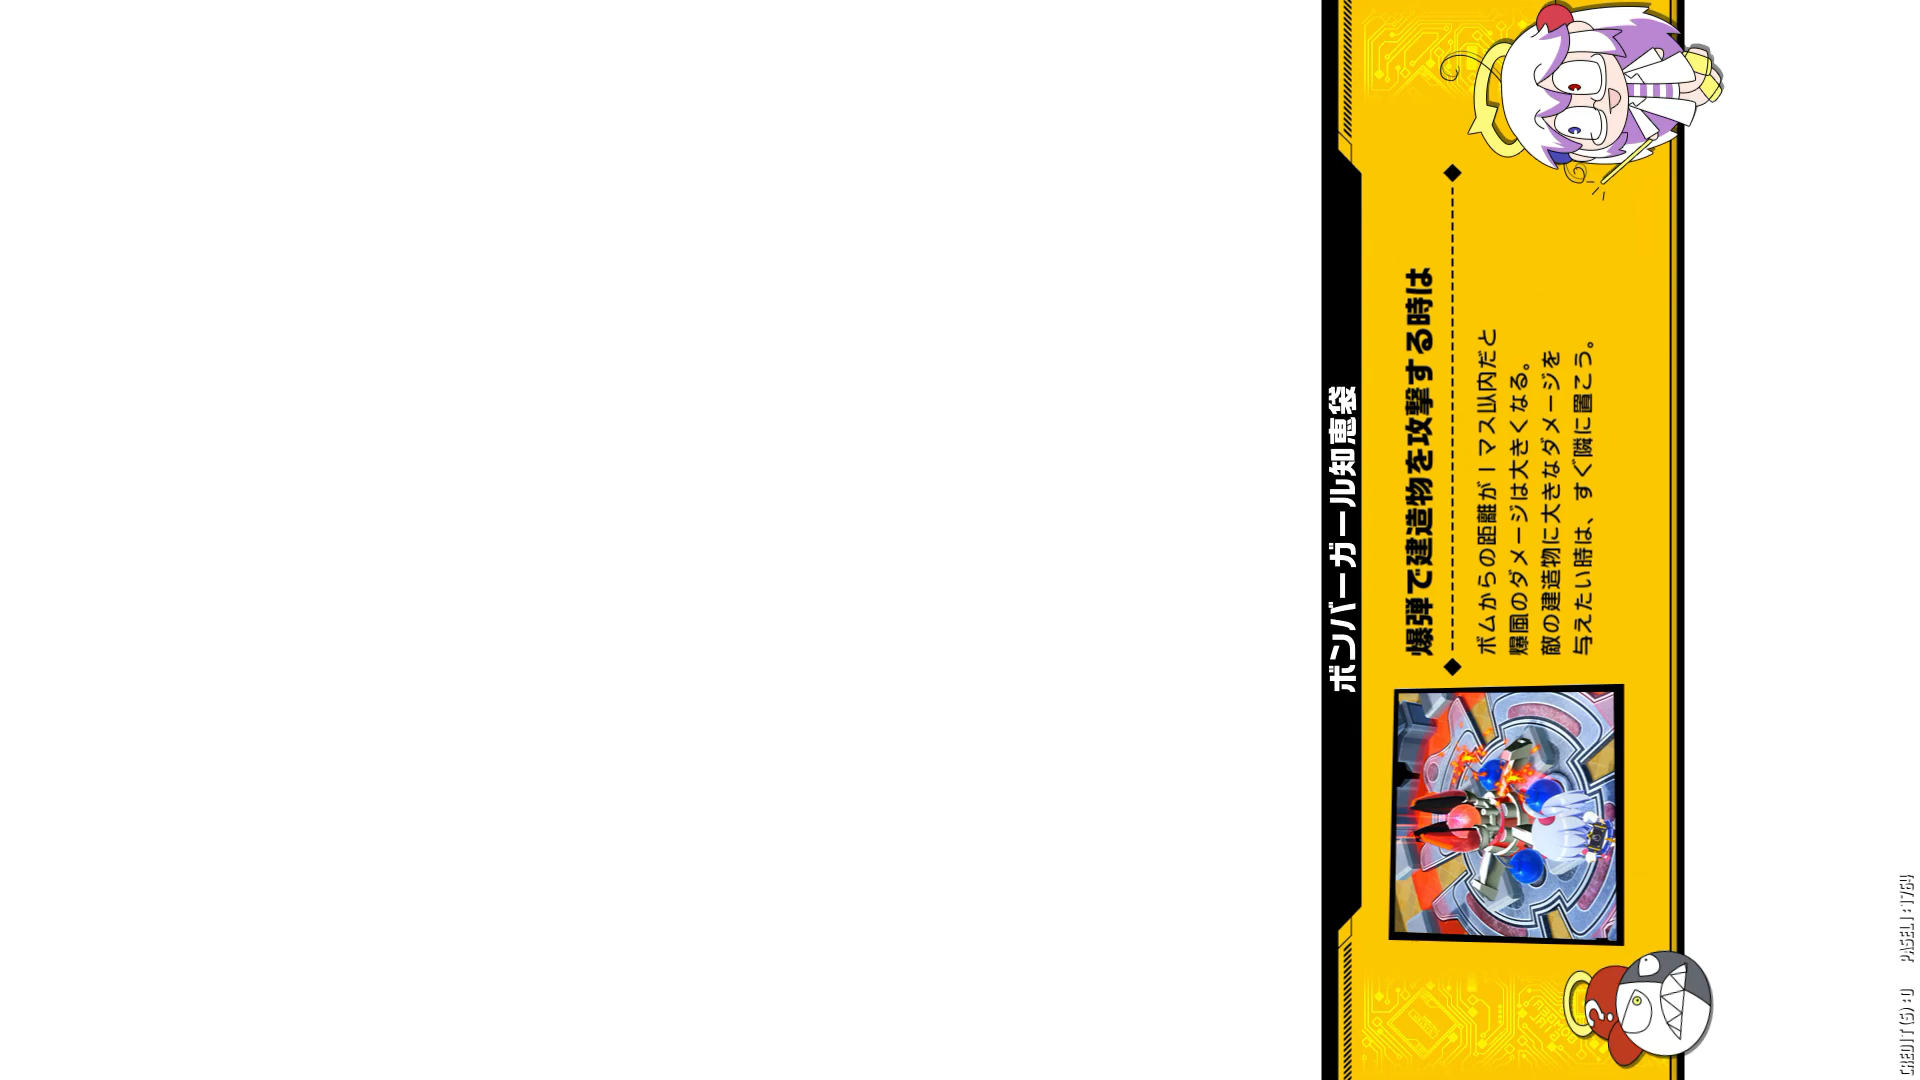 ボンバーガール知恵袋
爆弾で建造物を攻撃する時は
ボムからの距離が1マス以内だと
爆風のダメージは大きくなる。
敵の建造物に大きなダメージを
与えたい時は、すぐ隣に置こう。
CREDIT(S):0 PASELI:1764